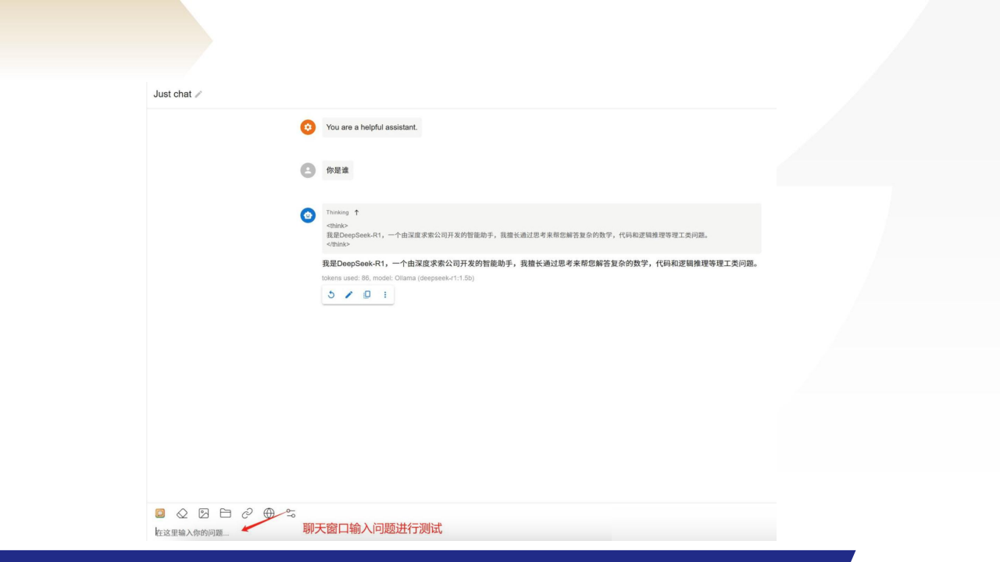 Just chat
You are a helpful assistant.
你是谁
Thinking ↑
<think>
我是DeepSeek-R1，一个由深度求索公司开发的智能助手，我擅长通过思考来帮您解答复杂的数学，代码和逻辑推理等理工类问题。
</think>
我是DeepSeek-R1，一个由深度求索公司开发的智能助手，我擅长通过思考来帮您解答复杂的数学，代码和逻辑推理等理工类问题。
tokens used: 86, model: Ollama (deepseek-r1:1.5b)
聊天窗口输入问题进行测试
在这里输入你的问题...